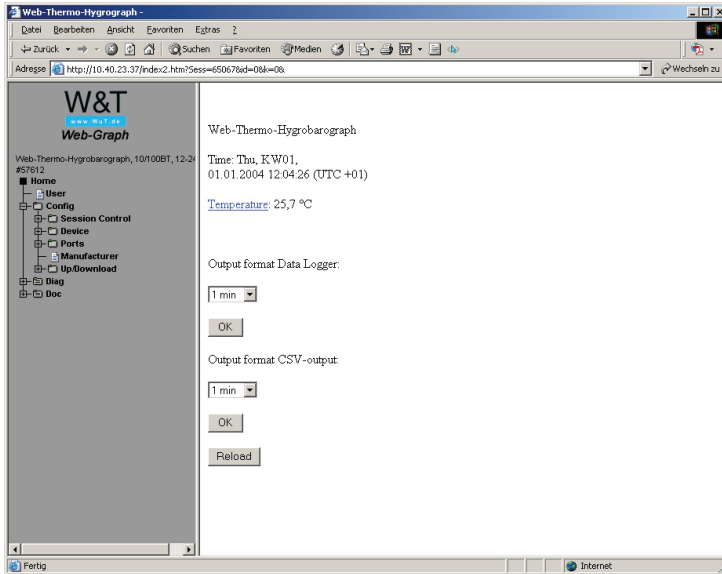 Web-Thermo-Hygrograph -
Datei Bearbeiten Ansicht Favoriten Extras ?
Zurück Suchen Favoriten Medien
Adresse http://10.40.23.37/index2.htm?Sess=65067&id=0&k=0& Wechseln zu
W&T
www.WuT.de
Web-Graph
Web-Thermo-Hygrobarograph, 10/100BT, 12-24
#57612
Home
User
Config
Session Control
Device
Ports
Manufacturer
Up/Download
Diag
Doc
Web-Thermo-Hygrobarograph
Time: Thu, KW01,
01.01.2004 12:04:26 (UTC +01)
Temperature: 25,7 °C
Output format Data Logger:
1 min
OK
Output format CSV-output:
1 min
OK
Reload
Fertig
Internet